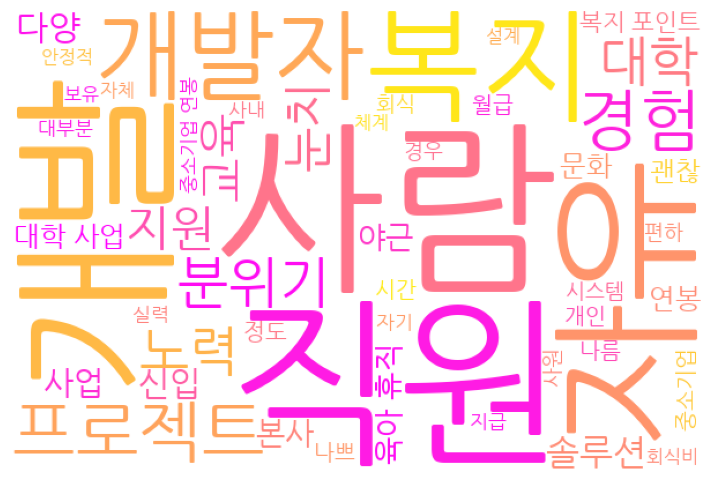 다양
개발자
복지
복지 포인트
안정적
설계
대학
보유
자체
연봉
사내
회식
월급
경험
대부분
중소기업
체계
눈치
교육
개발
사람
경우
문화
괜찮
자유
대학 사업
지원
야근
편하
분위기
시간
시스템
연봉
실력
정도
자기
개인
노력
직원
나름
사업
신입
육아 휴직
사원
중소기업
프로젝트
본사
나쁘
지급
솔루션
회식비